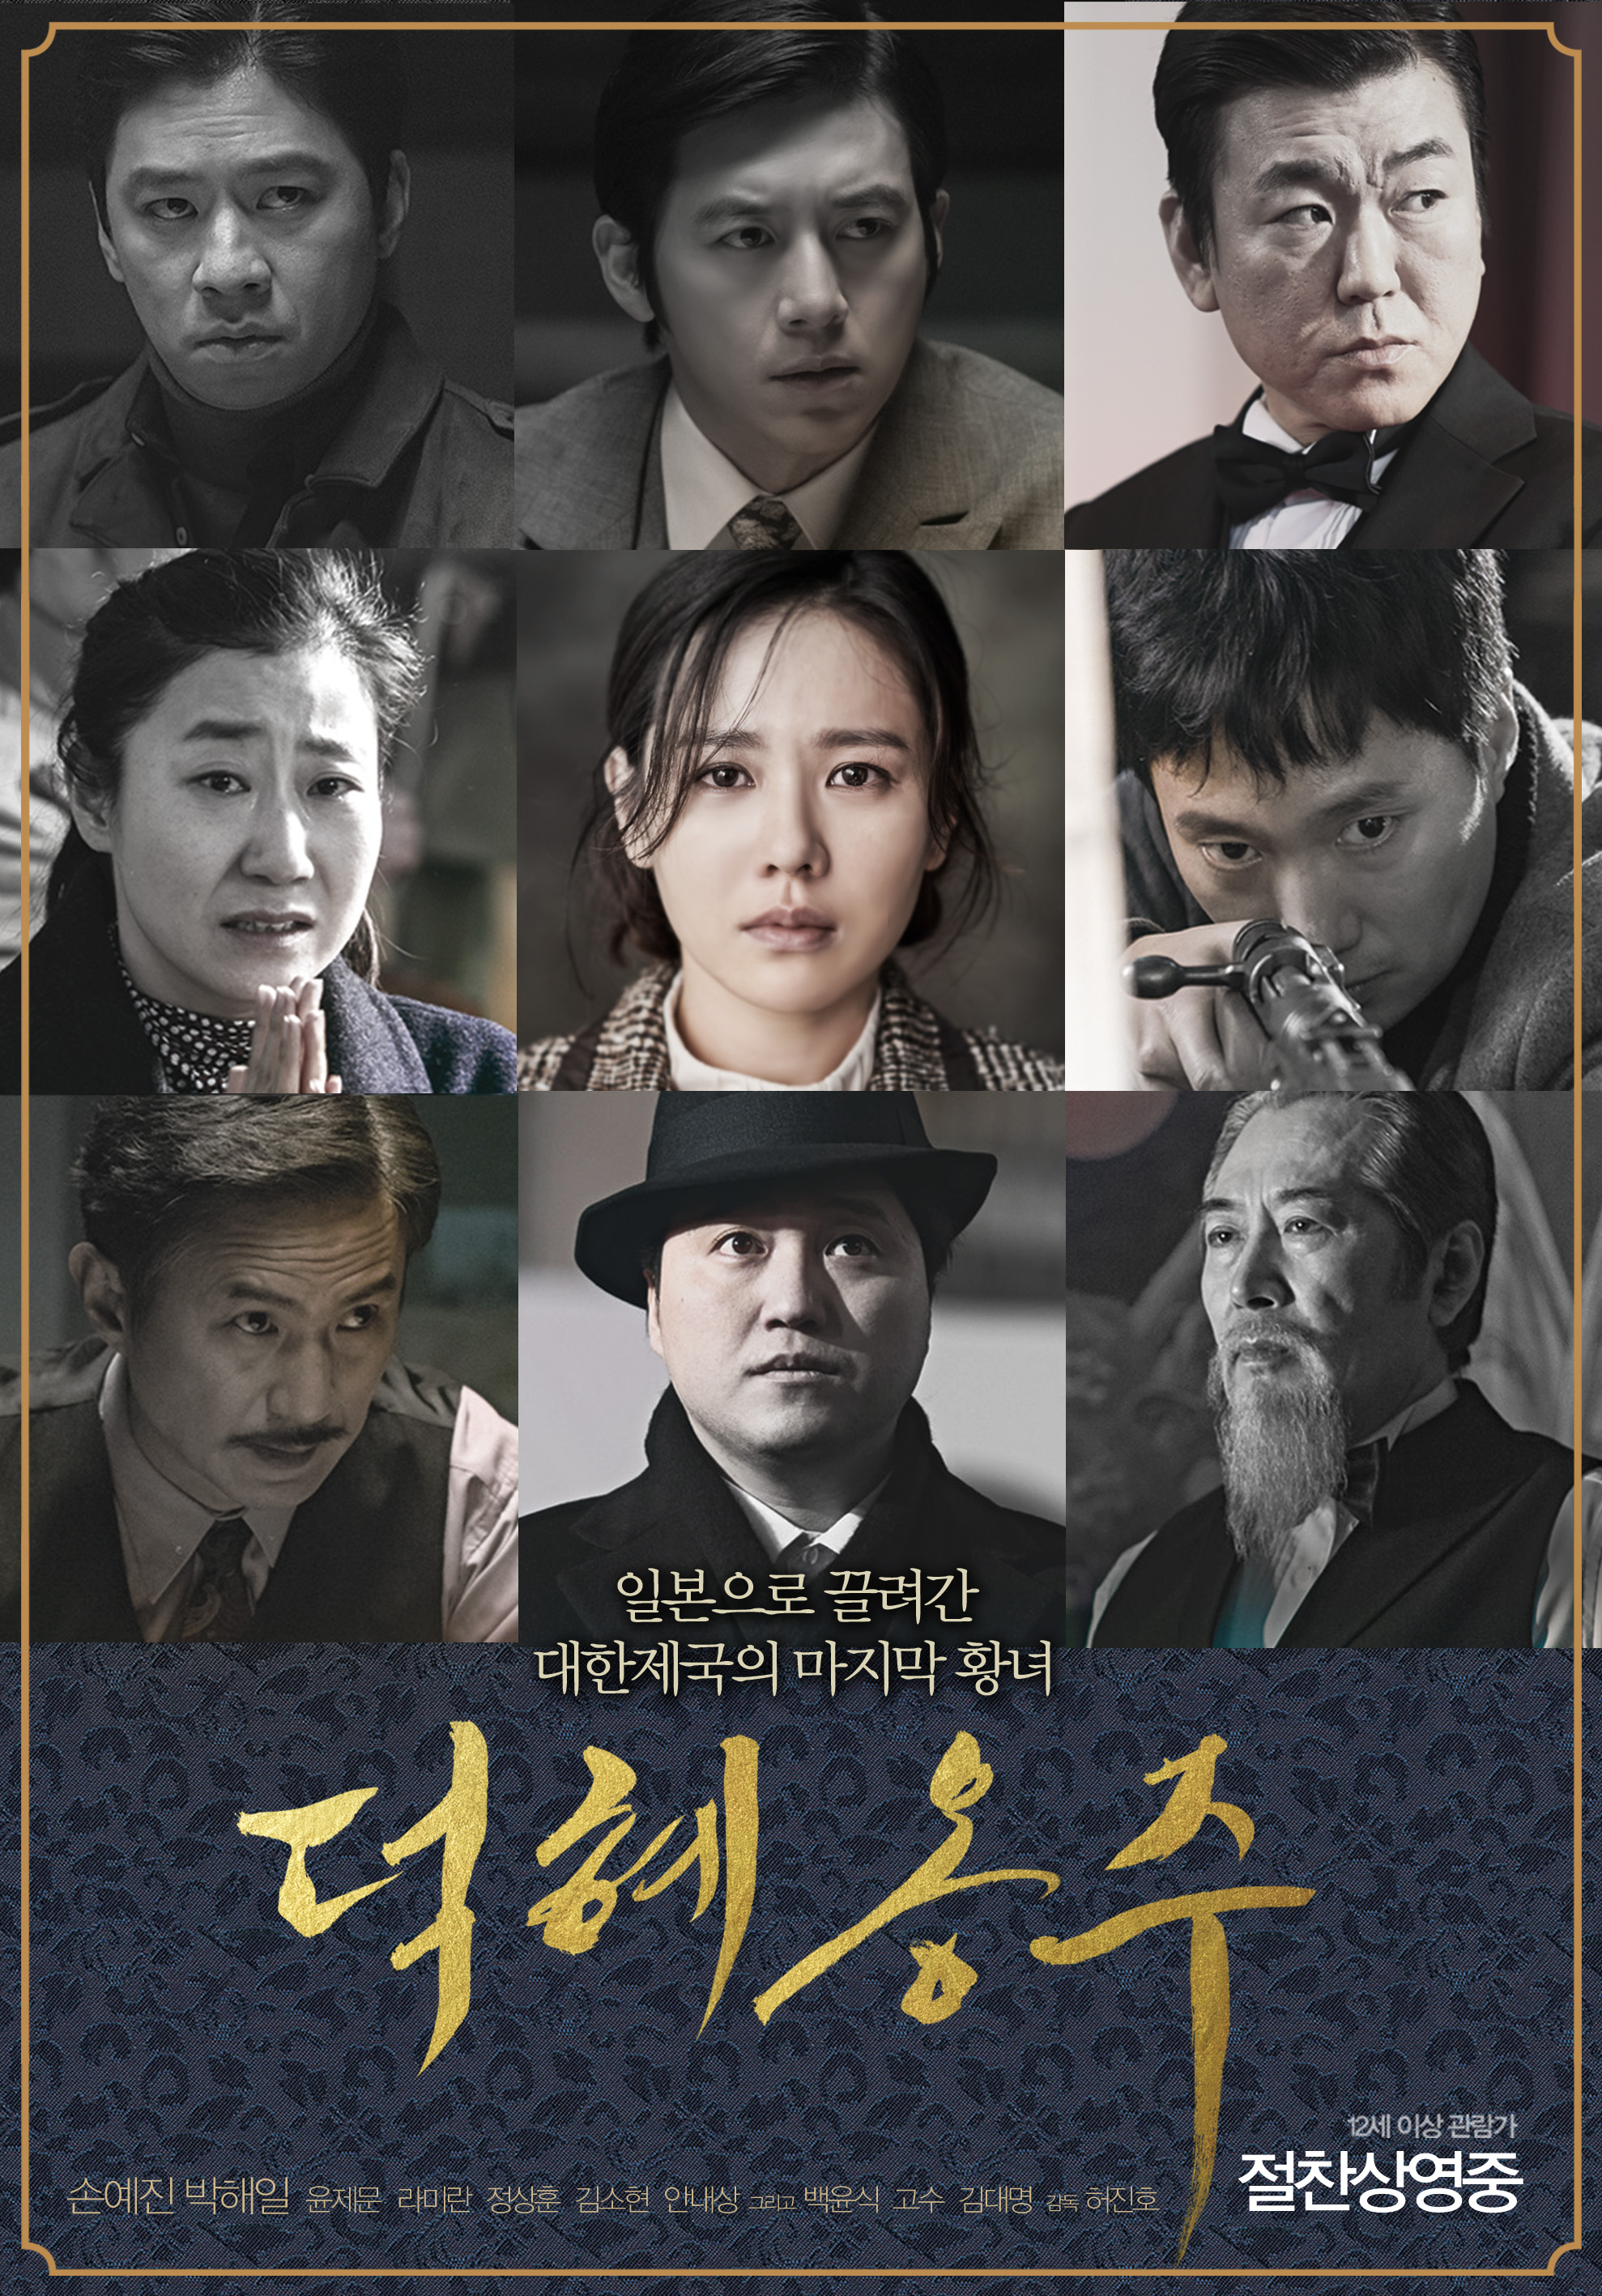 일본으로 끌려간
대한제국의 마지막 황녀
덕혜옹주
12세 이상 관람가
절찬상영중
손예진 박해일 윤제문 라미란 정상훈 김소현 안내상 그리고 백윤식 고수 김대명 감독 허진호